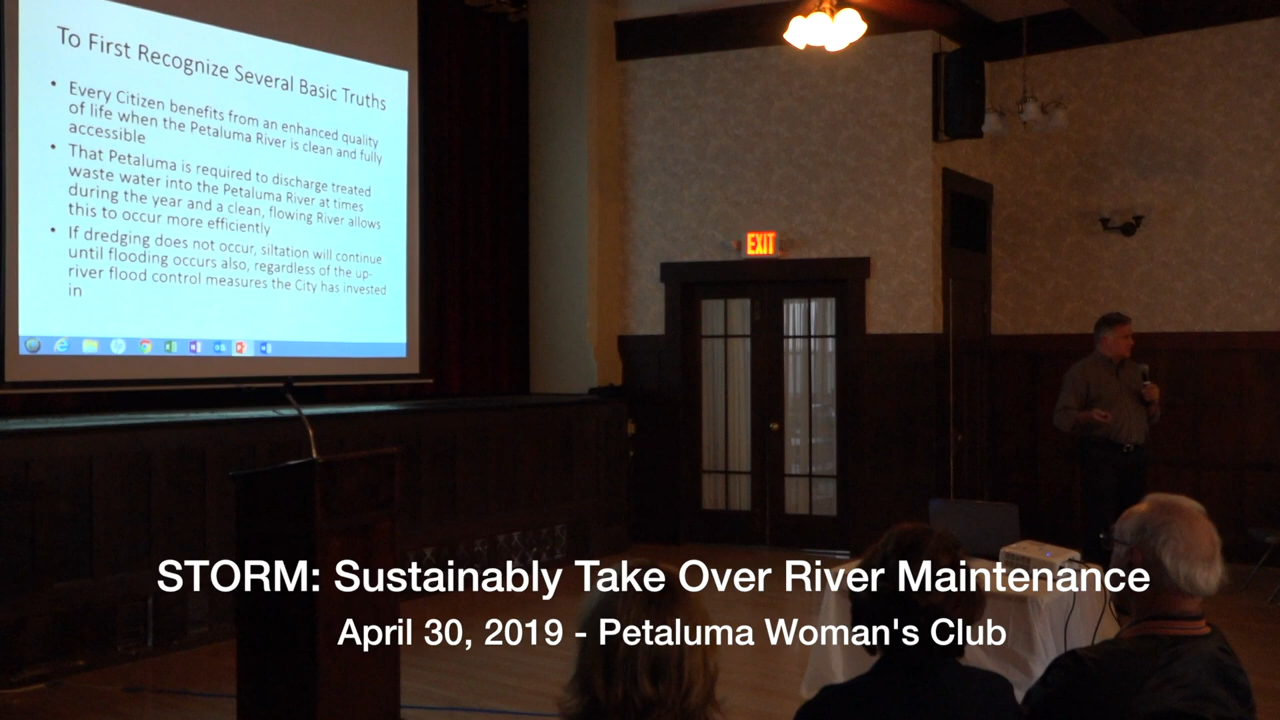 To First Recognize Several Basic Truths
• Every Citizen benefits from an enhanced quality
of life when the Petaluma River is clean and fully
accessible
• That Petaluma is required to discharge treated
waste water into the Petaluma River at times
during the year and a clean, flowing River allows
this to occur more efficiently
• If dredging does not occur, siltation will continue
until flooding occurs also, regardless of the up-
river flood control measures the City has invested
in
EXIT
STORM: Sustainably Take Over River Maintenance
April 30, 2019 - Petaluma Woman's Club